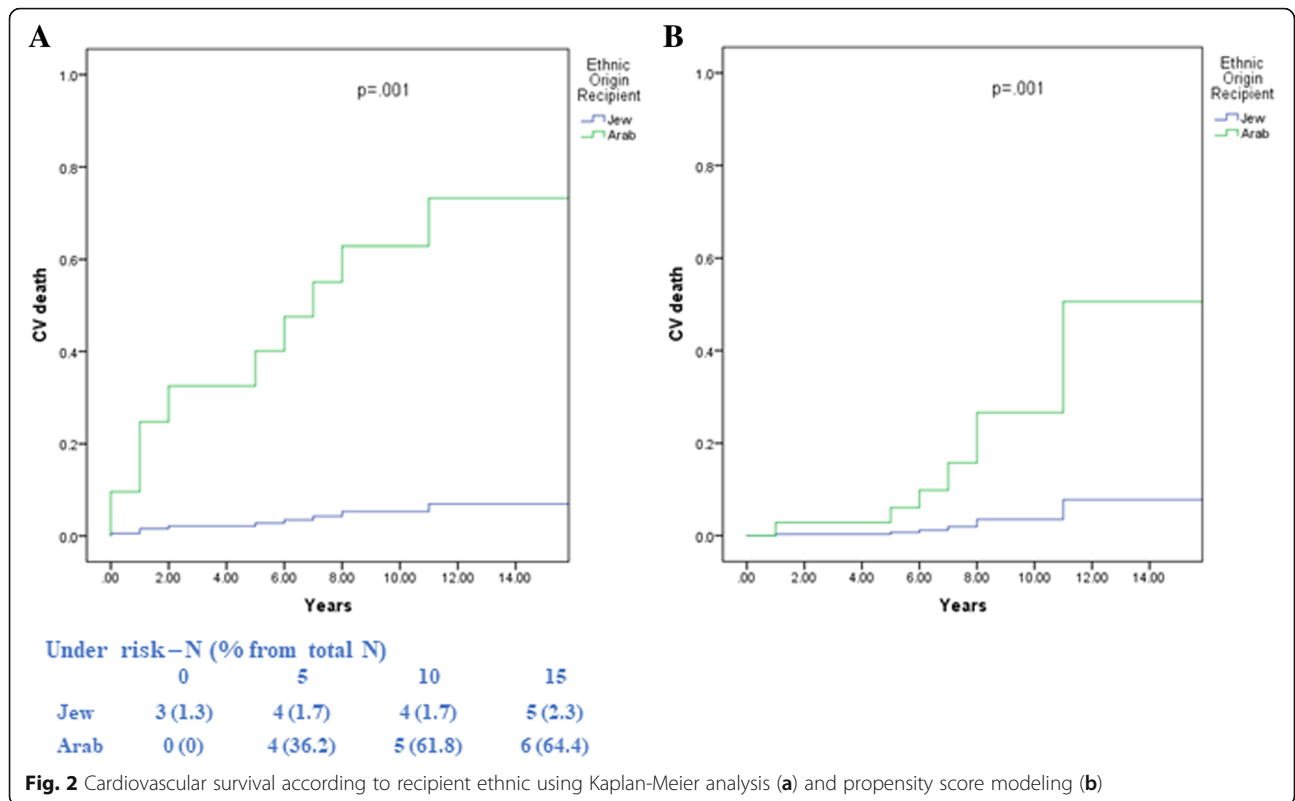 A
p=.001
Ethnic
Origin
Recipient
Jew
Arab
CV death
1.0
0.8
0.6
0.4
0.2
0.0
.00 2.00 4.00 6.00 8.00 10.00 12.00 14.00
Years
B
p=.001
Ethnic
Origin
Recipient
Jew
Arab
CV death
1.0
0.8
0.6
0.4
0.2
0.0
.00 2.00 4.00 6.00 8.00 10.00 12.00 14.00
Years
Under risk–N (% from total N)
0 5 10 15
Jew 3 (1.3) 4 (1.7) 4 (1.7) 5 (2.3)
Arab 0 (0) 4 (36.2) 5 (61.8) 6 (64.4)
Fig. 2 Cardiovascular survival according to recipient ethnic using Kaplan-Meier analysis (a) and propensity score modeling (b)